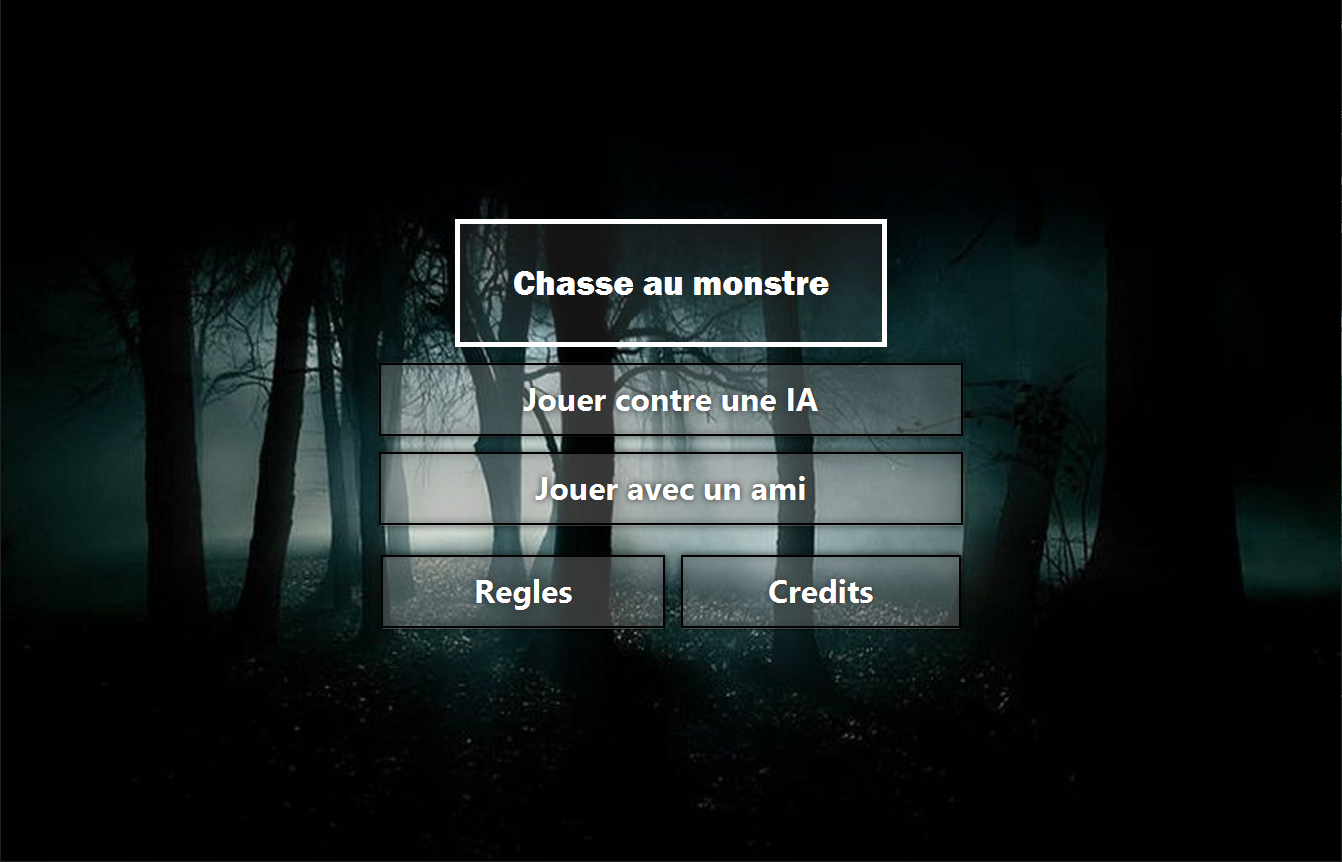 Chasse au monstre
Jouer contre une IA
Jouer avec un ami
Regles
Credits